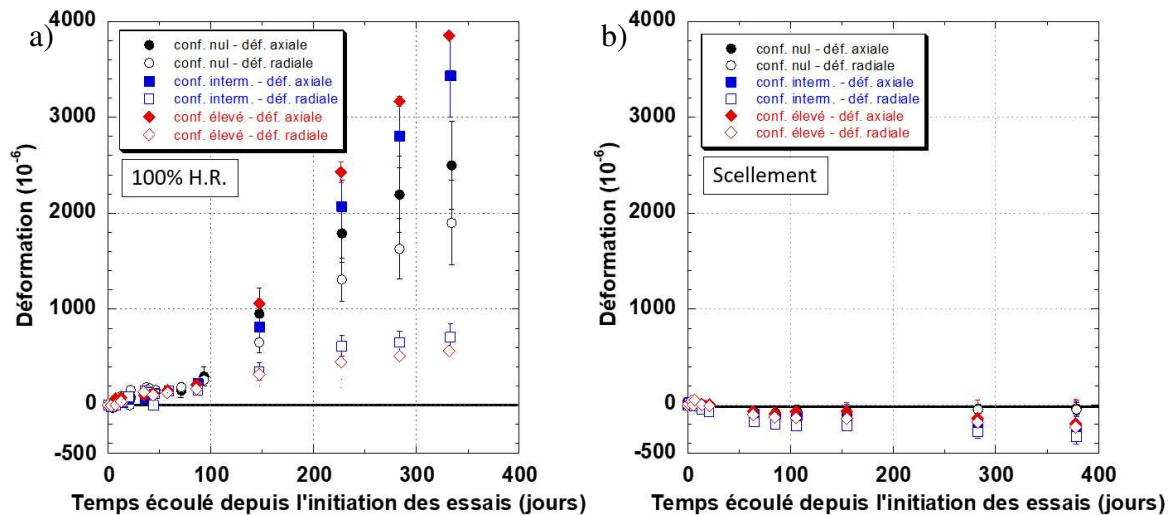 a)
4000
3000
2000
1000
0
-500
Déformation (10-6)
conf. nul - déf. axiale
conf. nul - déf. radiale
conf. interm. - déf. axiale
conf. interm. - déf. radiale
conf. élevé - déf. axiale
conf. élevé - déf. radiale
100% H.R.
0 100 200 300 400
Temps écoulé depuis l'initiation des essais (jours)
b)
4000
3000
2000
1000
0
-500
Déformation (10-6)
conf. nul - déf. axiale
conf. nul - déf. radiale
conf. interm. - déf. axiale
conf. interm. - déf. radiale
conf. élevé - déf. axiale
conf. élevé - déf. radiale
Scellement
0 100 200 300 400
Temps écoulé depuis l'initiation des essais (jours)